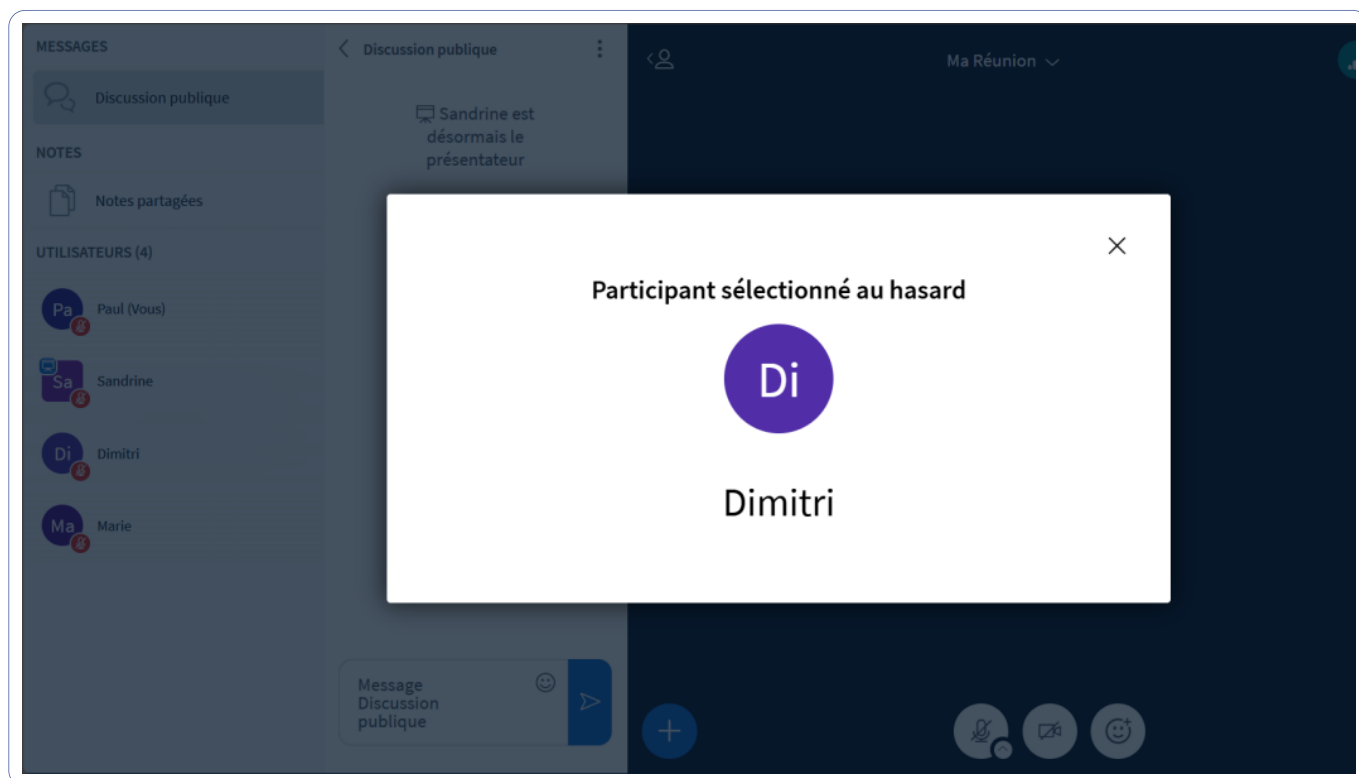 MESSAGES
Discussion publique
NOTES
Notes partagées
UTILISATEURS (4)
Pa
Paul (Vous)
Sa
Sandrine
Di
Dimitri
Ma
Marie
Discussion publique
Sandrine est
désormais le
présentateur
Message
Discussion
publique
Ma Réunion
Participant sélectionné au hasard
Di
Dimitri